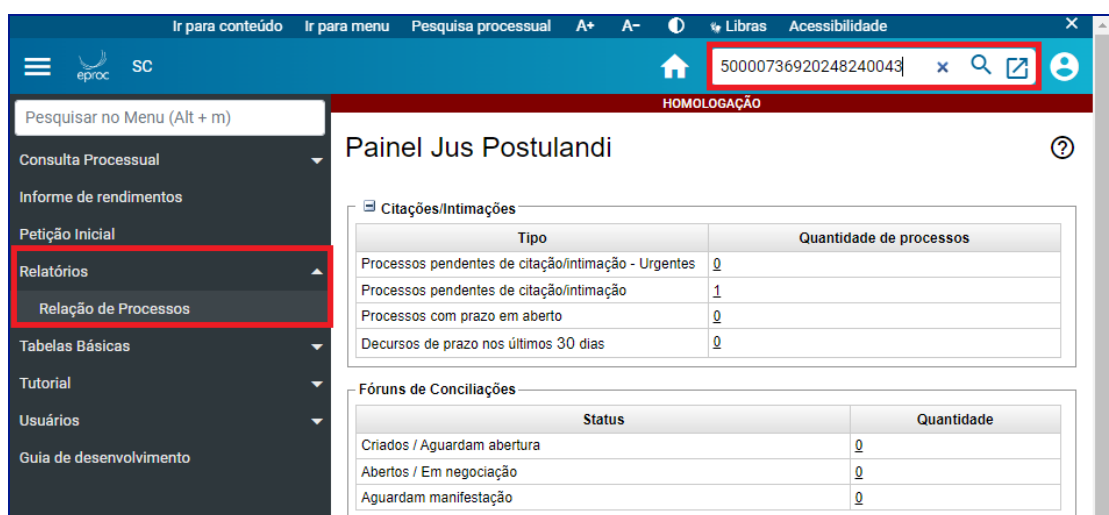 Ir para conteúdo Ir para menu Pesquisa processual A+ A− Libras Acessibilidade ×
eproc SC 50000736920248240043 ×
HOMOLOGAÇÃO
Pesquisar no Menu (Alt + m)
Consulta Processual
Informe de rendimentos
Petição Inicial
Relatórios
Relação de Processos
Tabelas Básicas
Tutorial
Usuários
Guia de desenvolvimento
Painel Jus Postulandi
Citações/Intimações
Tipo Quantidade de processos
Processos pendentes de citação/intimação - Urgentes 0
Processos pendentes de citação/intimação 1
Processos com prazo em aberto 0
Decursos de prazo nos últimos 30 dias 0
Fóruns de Conciliações
Status Quantidade
Criados / Aguardam abertura 0
Abertos / Em negociação 0
Aguardam manifestação 0